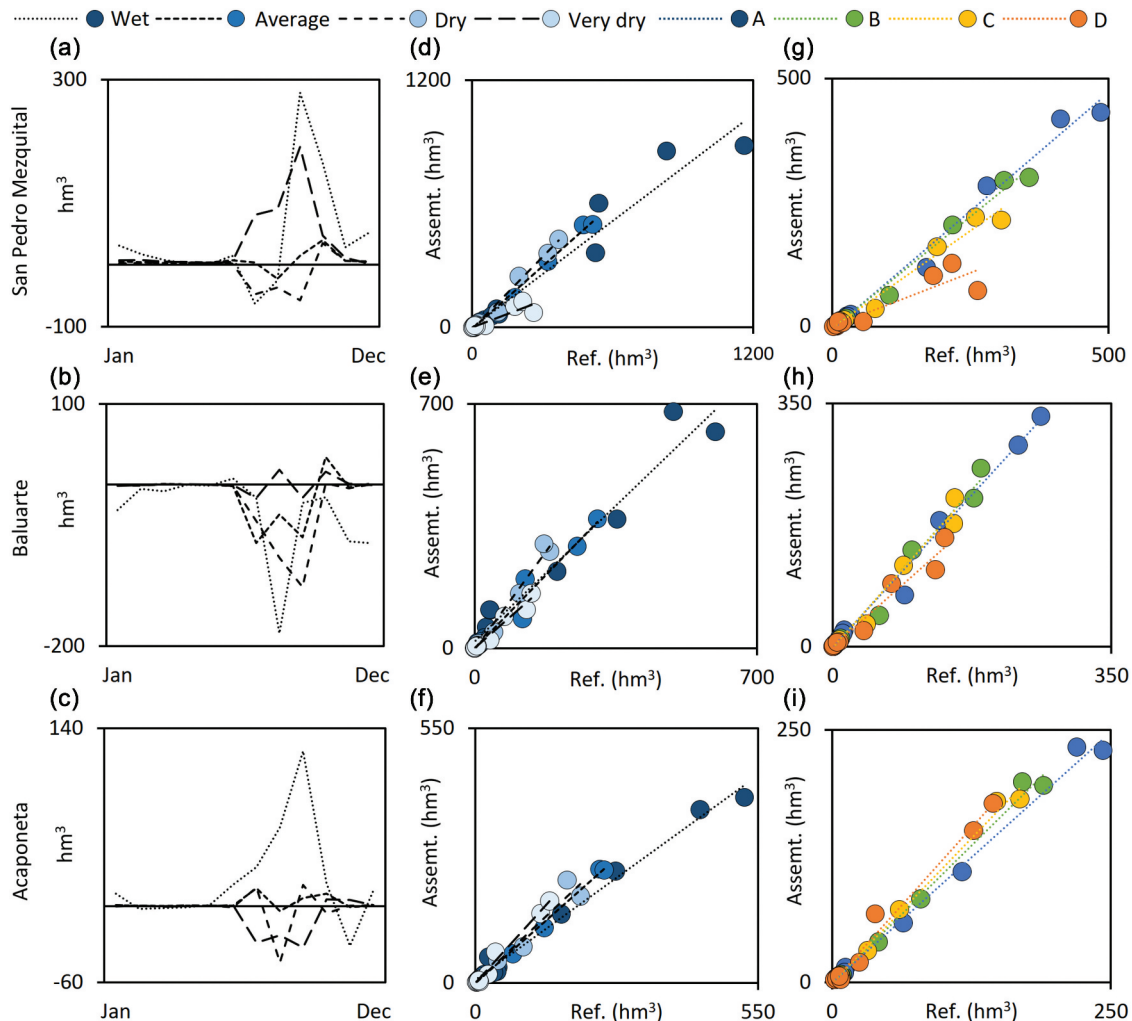 Wet Average Dry Very dry A B C D
(a) (d) (g)
San Pedro Mezquital
hm³
300
-100
Jan Dec
Assemt. (hm³)
1200
0 Ref. (hm³) 1200
0
Assemt. (hm³)
500
0
0 Ref. (hm³) 500
(b) (e) (h)
Baluarte
hm³
100
-200
Jan Dec
Assemt. (hm³)
700
0
0 Ref. (hm³) 700
Assemt. (hm³)
350
0
0 Ref. (hm³) 350
(c) (f) (i)
Acaponeta
hm³
140
-60
Jan Dec
Assemt. (hm³)
550
0
0 Ref. (hm³) 550
Assemt. (hm³)
250
0
0 Ref. (hm³) 250